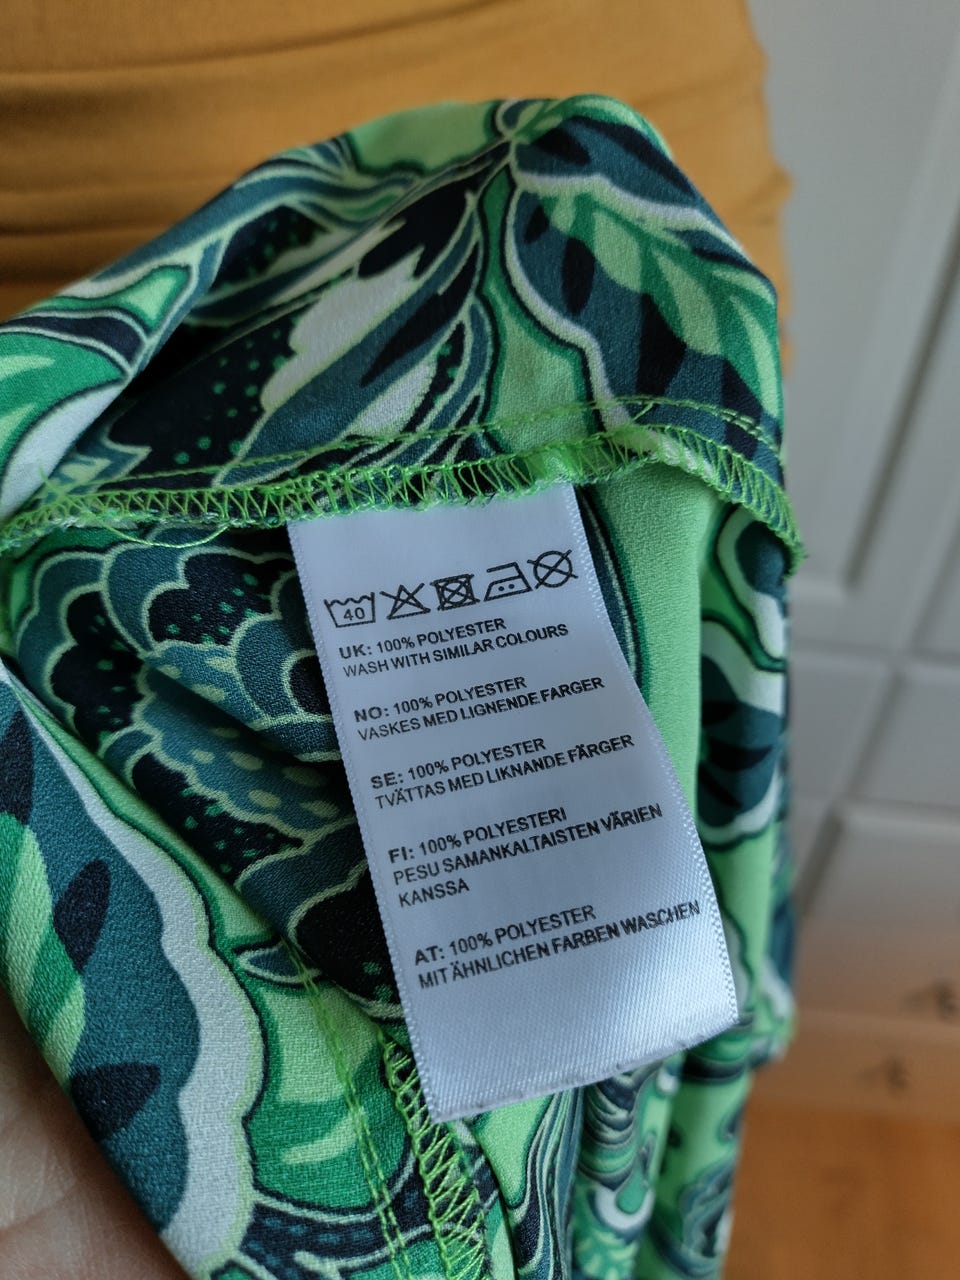 40
UK: 100% POLYESTER
WASH WITH SIMILAR COLOURS
NO: 100% POLYESTER
VASKES MED LIGNENDE FARGER
SE: 100% POLYESTER
TVÄTTAS MED LIKNANDE FÄRGER
FI: 100% POLYESTERI
PESU SAMANKALTAISTEN VÄRIEN
KANSSA
AT: 100% POLYESTER
MIT ÄHNLICHEN FARBEN WASCHEN